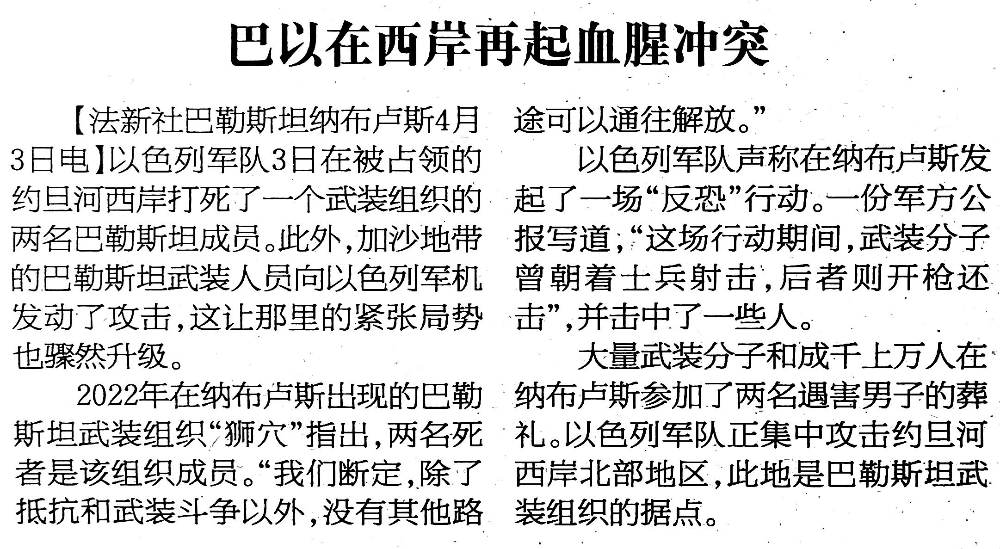 巴以在西岸再起血腥冲突
【法新社巴勒斯坦纳布卢斯4月
3日电】以色列军队3日在被占领的
约旦河西岸打死了一个武装组织的
两名巴勒斯坦成员。此外,加沙地带
的巴勒斯坦武装人员向以色列军机
发动了攻击,这让那里的紧张局势
也骤然升级。
2022年在纳布卢斯出现的巴勒
斯坦武装组织“狮穴”指出,两名死
者是该组织成员。“我们断定,除了
抵抗和武装斗争以外,没有其他路
途可以通往解放。”
以色列军队声称在纳布卢斯发
起了一场“反恐”行动。一份军方公
报写道;“这场行动期间,武装分子
曾朝着士兵射击,后者则开枪还
击”,并击中了一些人。
大量武装分子和成千上万人在
纳布卢斯参加了两名遇害男子的葬
礼。以色列军队正集中攻击约旦河
西岸北部地区,此地是巴勒斯坦武
装组织的据点。